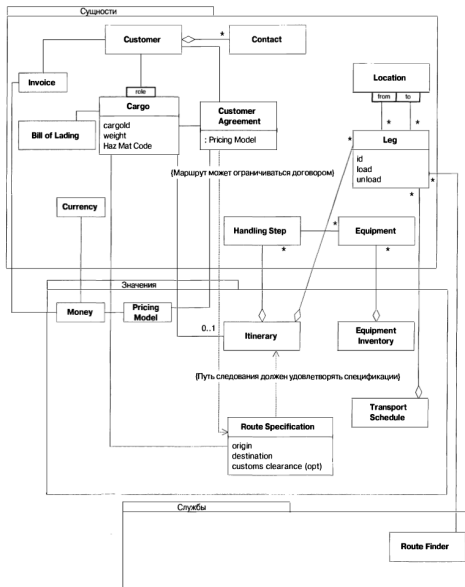 Сущности
Customer
*
Contact
Invoice
role
Location
from
to
Cargo
cargoId
weight
Haz Mat Code
Customer
Agreement
: Pricing Model
Bill of Lading
*
*
*
Leg
id
load
unload
*
*
{Маршрут может ограничиваться договором}
Currency
Handling Step
*
*
Equipment
*
Значения
Money
Pricing
Model
0..1
Itinerary
Equipment
Inventory
{Путь следования должен удовлетворять спецификации}
Transport
Schedule
Route Specification
origin
destination
customs clearance (opt)
Службы
Route Finder